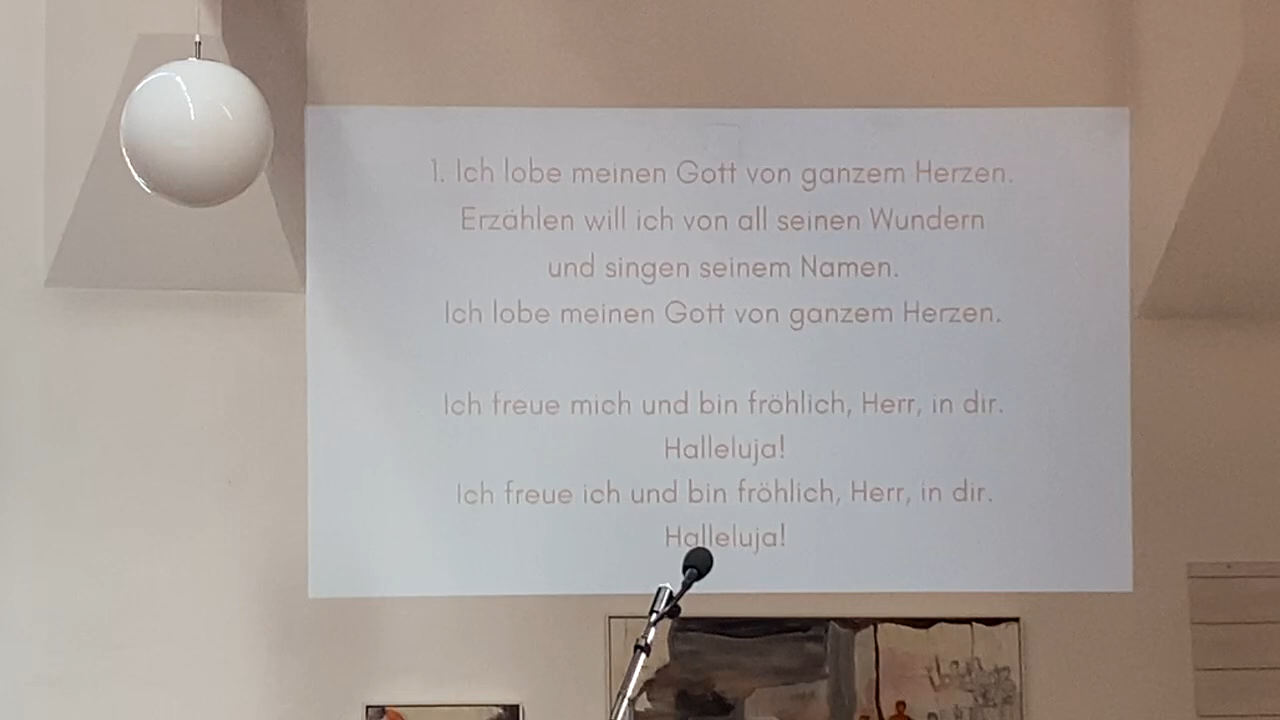 1. Ich lobe meinen Gott von ganzem Herzen.
Erzählen will ich von all seinen Wundern
und singen seinem Namen.
Ich lobe meinen Gott von ganzem Herzen.
Ich freue mich und bin fröhlich, Herr, in dir.
Halleluja!
Ich freue ich und bin fröhlich, Herr, in dir.
Halleluja!